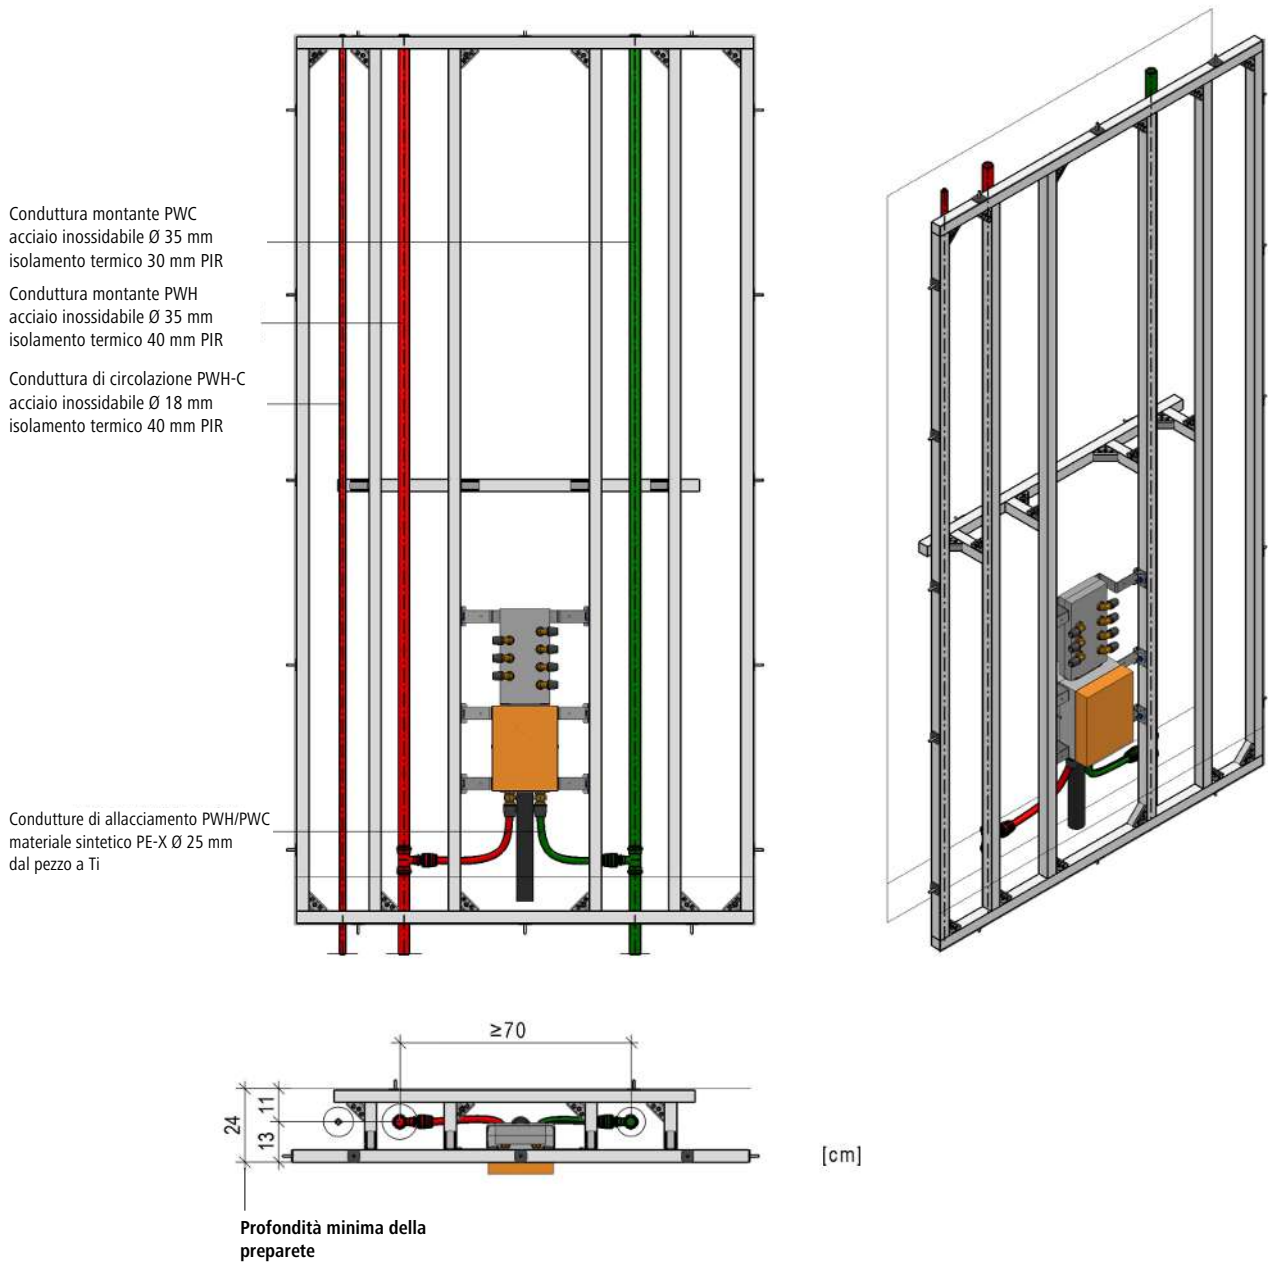 Conduttura montante PWC
acciaio inossidabile Ø 35 mm
isolamento termico 30 mm PIR
Conduttura montante PWH
acciaio inossidabile Ø 35 mm
isolamento termico 40 mm PIR
Conduttura di circolazione PWH-C
acciaio inossidabile Ø 18 mm
isolamento termico 40 mm PIR
Condutture di allacciamento PWH/PWC
materiale sintetico PE-X Ø 25 mm
dal pezzo a Ti
≥70
24
11
13
[cm]
Profondità minima della
preparete